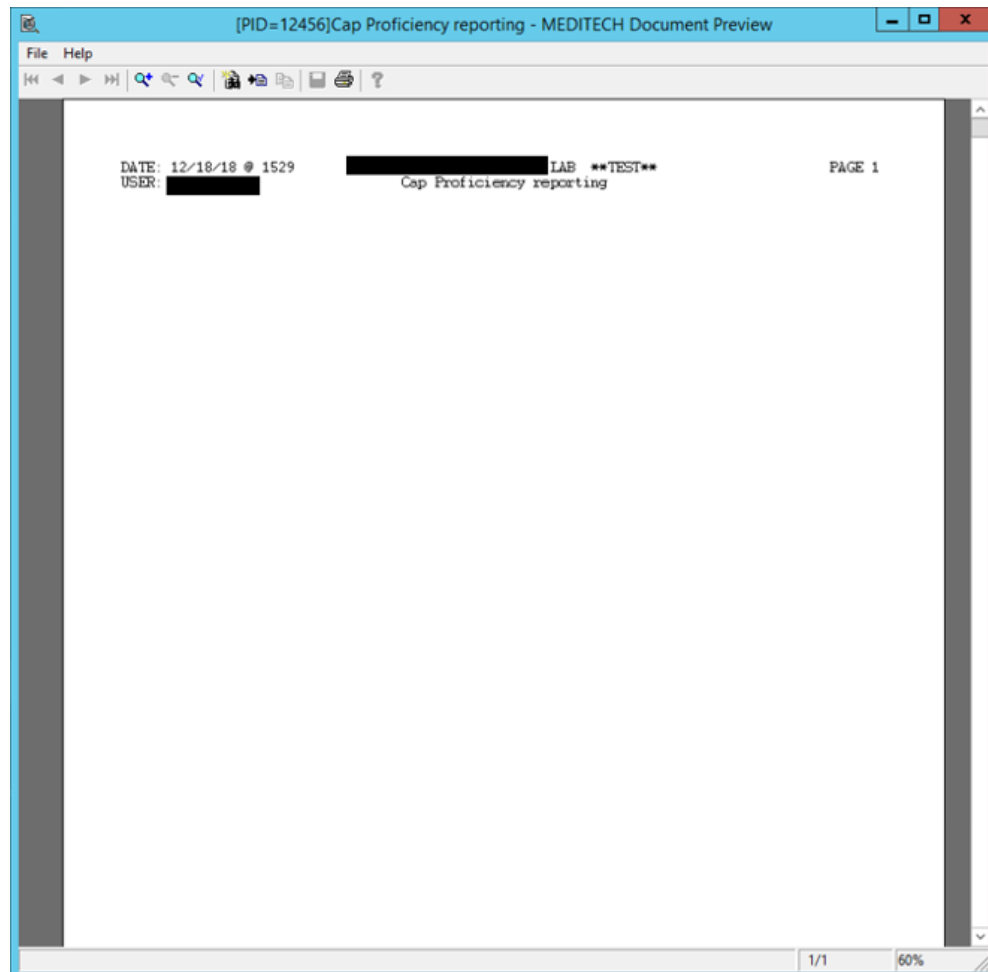 [PID=12456]Cap Proficiency reporting - MEDITECH Document Preview
File Help
DATE: 12/18/18 @ 1529 LAB **TEST** PAGE 1
USER: Cap Proficiency reporting
1/1 60%